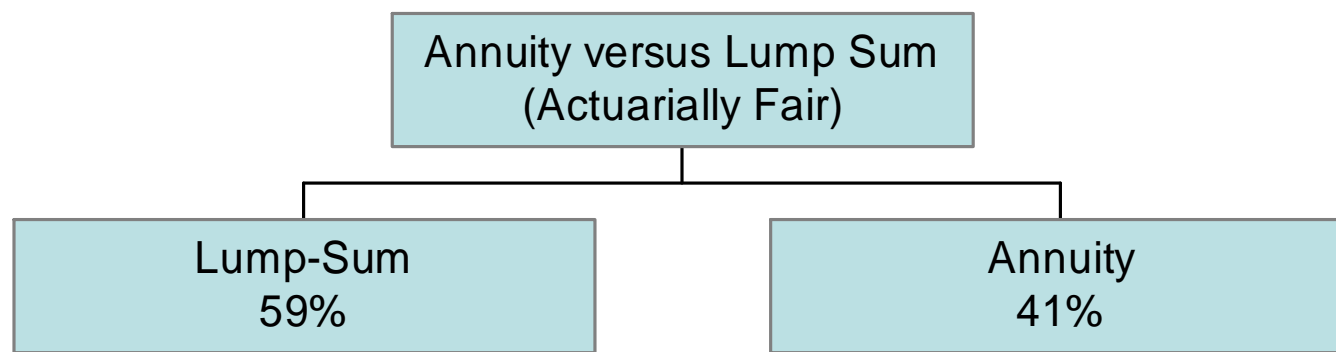 Annuity versus Lump Sum
(Actuarially Fair)
Lump-Sum
59%
Annuity
41%